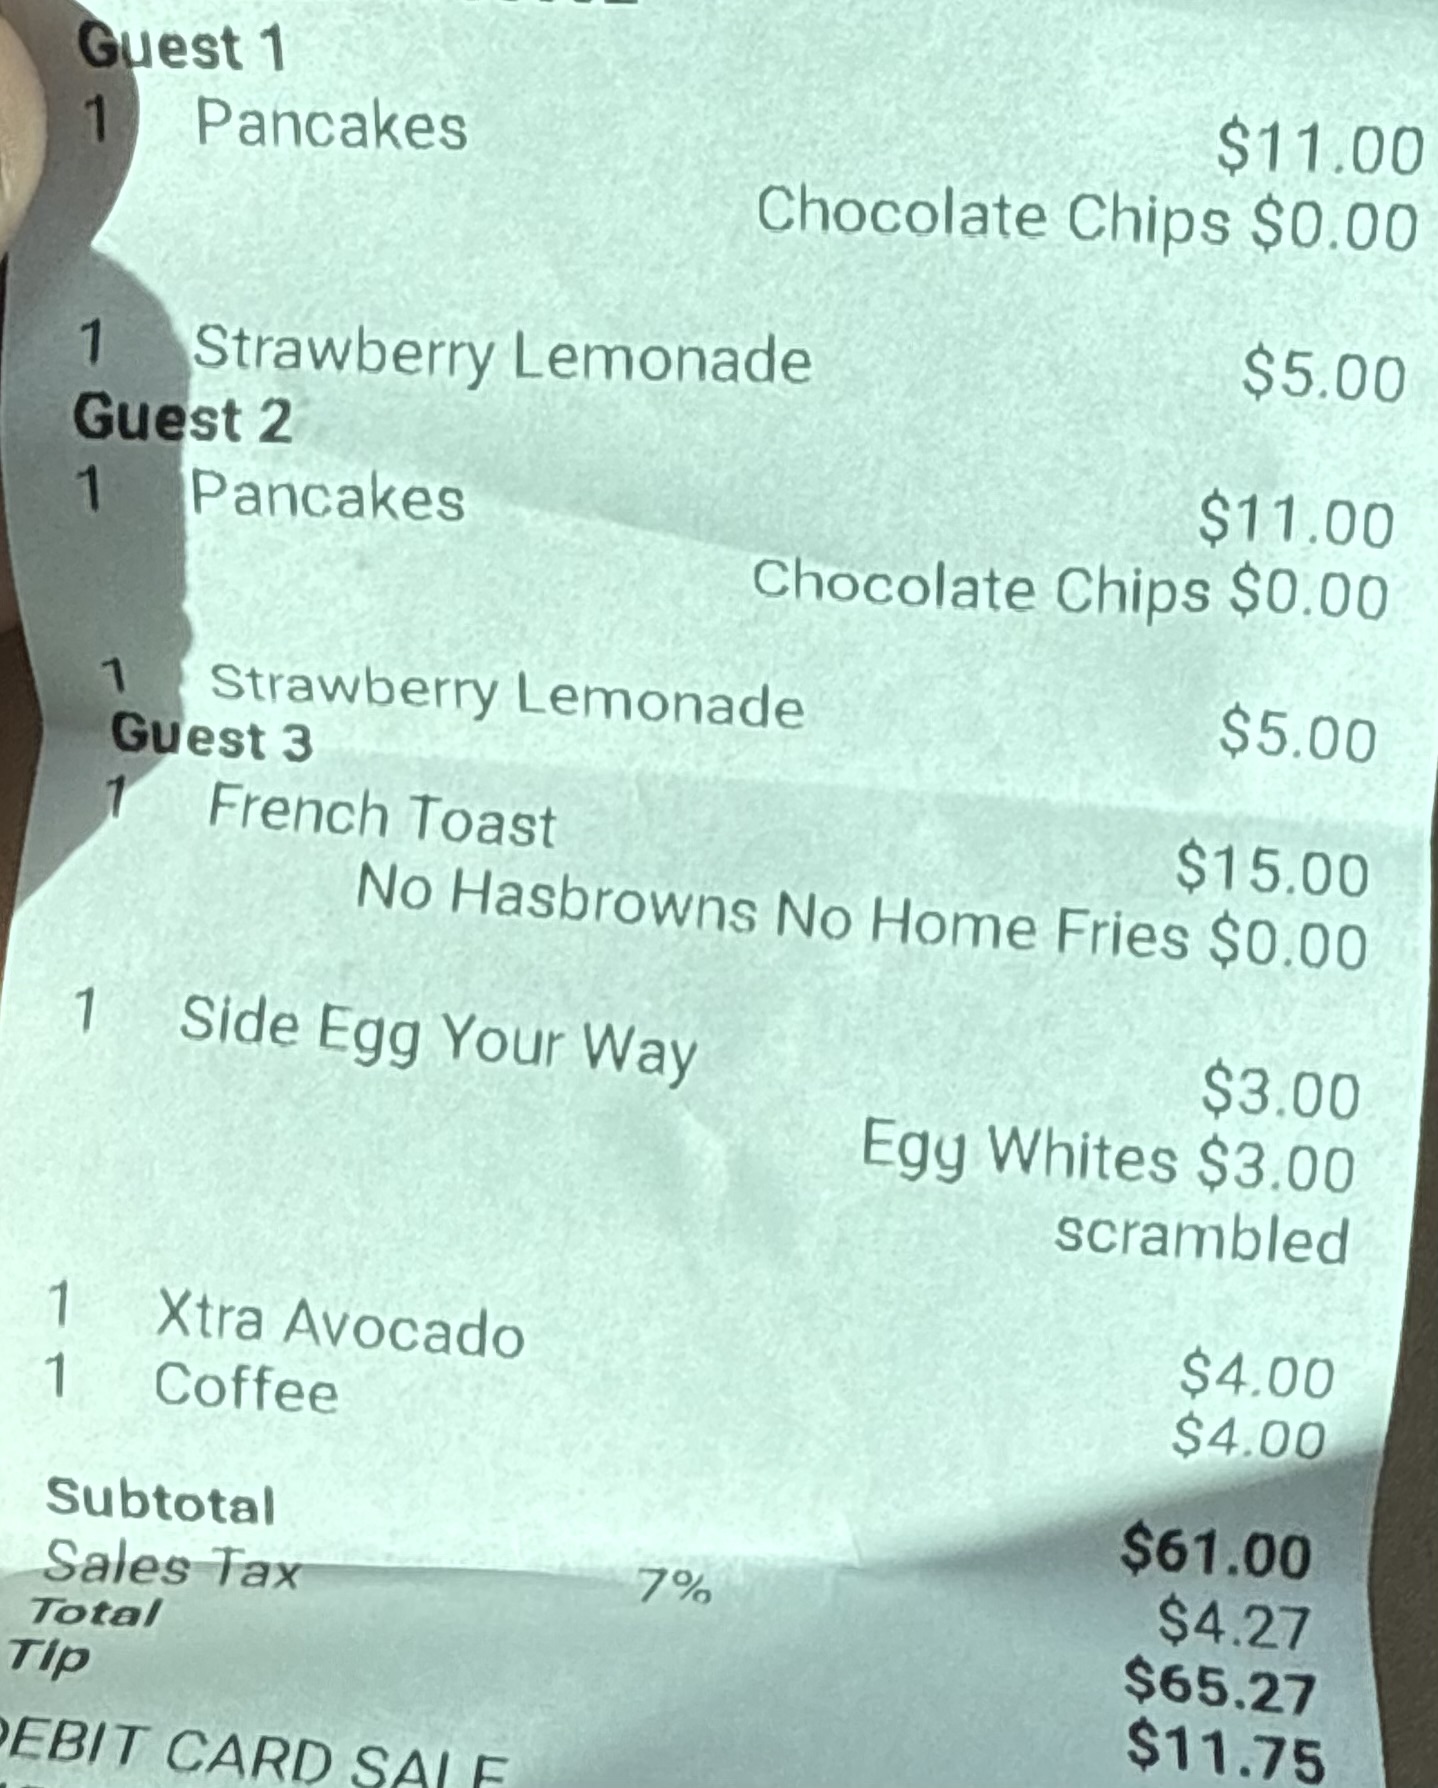 Guest 1
1 Pancakes $11.00
Chocolate Chips $0.00
1 Strawberry Lemonade $5.00
Guest 2
1 Pancakes $11.00
Chocolate Chips $0.00
1 Strawberry Lemonade $5.00
Guest 3
1 French Toast $15.00
No Hasbrowns No Home Fries $0.00
1 Side Egg Your Way $3.00
Egg Whites $3.00
scrambled
1 Xtra Avocado $4.00
1 Coffee $4.00
Subtotal $61.00
Sales Tax 7% $4.27
Total $65.27
Tip $11.75
DEBIT CARD SALE